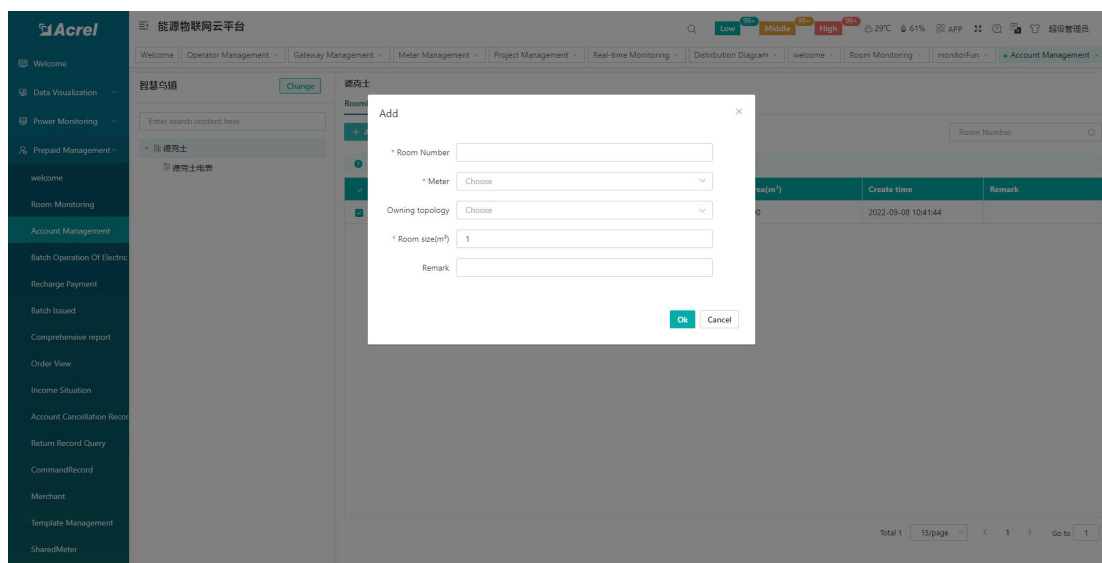 Acrel
能源物联网云平台
Low 99+ Middle 99+ High 99+ 29℃ 61% APP 超级管理员
Welcome Operator Management Gateway Management Meter Management Project Management Real-time Monitoring Distribution Diagram welcome Room Monitoring monitorFun Account Management
Welcome
Data Visualization
Power Monitoring
Prepaid Management
welcome
Room Monitoring
Account Management
Batch Operation Of Electric
Recharge Payment
Batch Issued
Comprehensive report
Order View
Income Situation
Account Cancellation Recor
Return Record Query
CommandRecord
Merchant
Template Management
SharedMeter
智慧乌镇 Change
Enter search content here
德克士
德克士电表
德克士
Room
Room Number
Create time Remark
2022-09-08 10:41:44
Add
* Room Number
* Meter Choose
Owning topology Choose
* Room size(m²) 1
Remark
Ok Cancel
Total 1 15/page 1 Go to 1